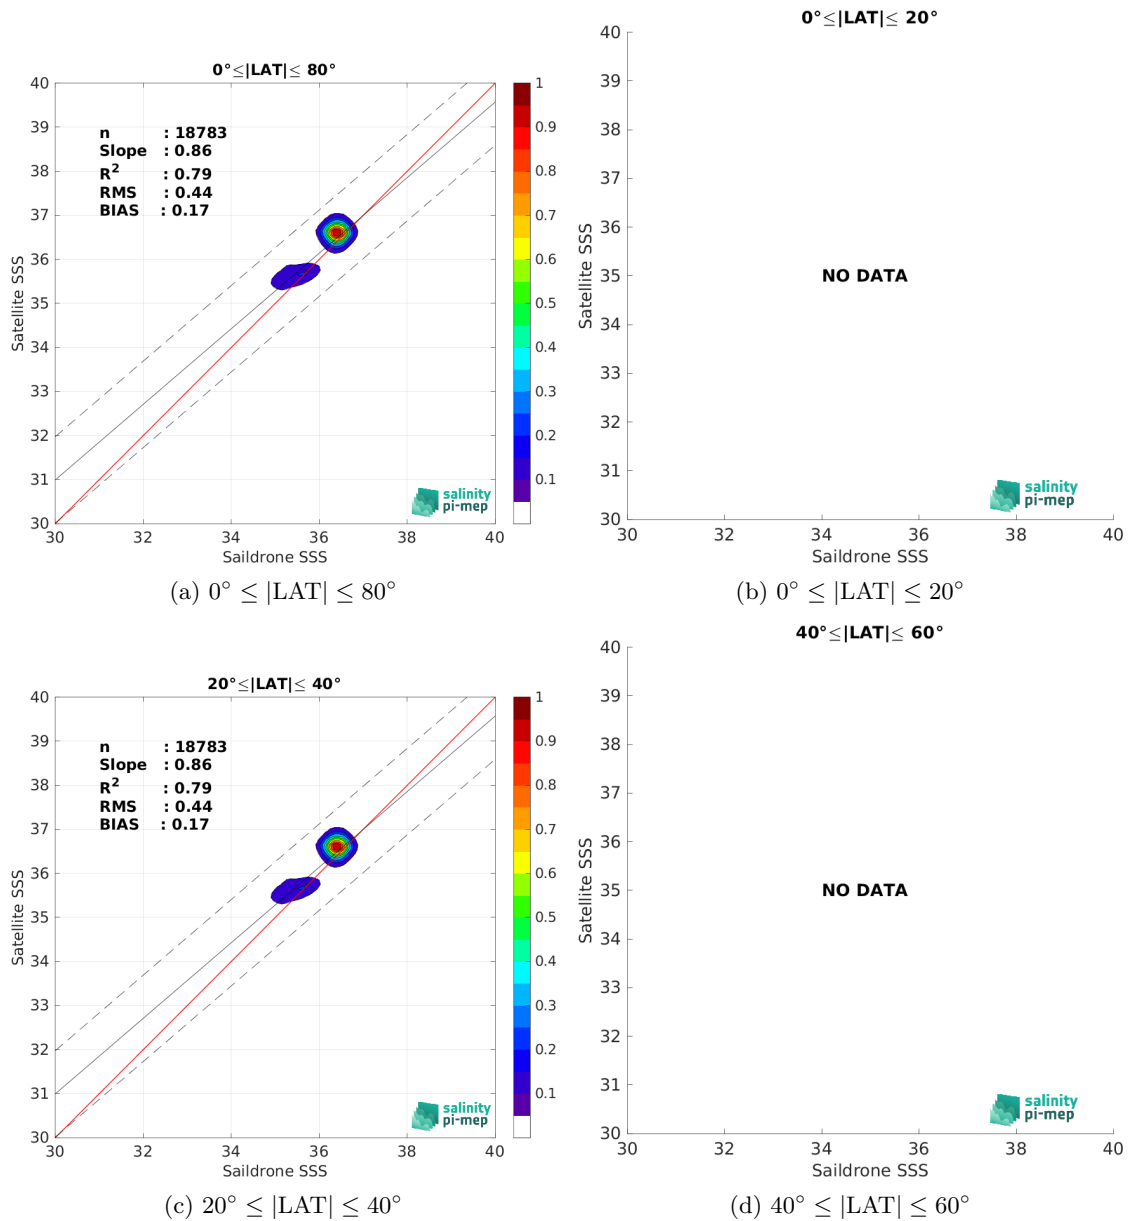 0°≤|LAT|≤ 80°
40
39
38
37
36
35
34
33
32
31
30
Satellite SSS
n : 18783
Slope : 0.86
R² : 0.79
RMS : 0.44
BIAS : 0.17
1
0.9
0.8
0.7
0.6
0.5
0.4
0.3
0.2
0.1
salinity
pi-mep
30 32 34 36 38 40
Saildrone SSS
(a) 0° ≤ |LAT| ≤ 80°
0°≤|LAT|≤ 20°
40
39
38
37
36
35
34
33
32
31
30
Satellite SSS
NO DATA
salinity
pi-mep
30 32 34 36 38 40
Saildrone SSS
(b) 0° ≤ |LAT| ≤ 20°
20°≤|LAT|≤ 40°
40
39
38
37
36
35
34
33
32
31
30
Satellite SSS
n : 18783
Slope : 0.86
R² : 0.79
RMS : 0.44
BIAS : 0.17
1
0.9
0.8
0.7
0.6
0.5
0.4
0.3
0.2
0.1
salinity
pi-mep
30 32 34 36 38 40
Saildrone SSS
(c) 20° ≤ |LAT| ≤ 40°
40°≤|LAT|≤ 60°
40
39
38
37
36
35
34
33
32
31
30
Satellite SSS
NO DATA
salinity
pi-mep
30 32 34 36 38 40
Saildrone SSS
(d) 40° ≤ |LAT| ≤ 60°